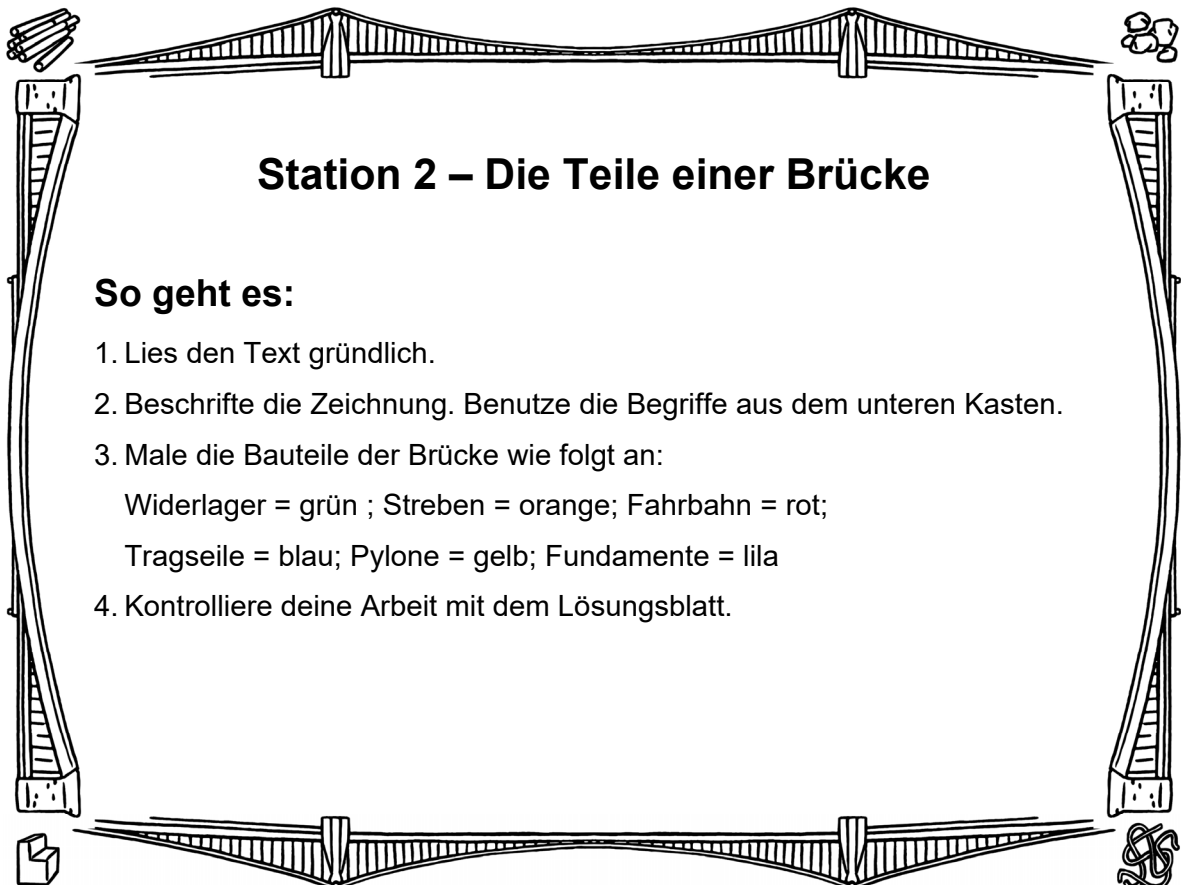 Station 2 – Die Teile einer Brücke
So geht es:
1. Lies den Text gründlich.
2. Beschrifte die Zeichnung. Benutze die Begriffe aus dem unteren Kasten.
3. Male die Bauteile der Brücke wie folgt an:
Widerlager = grün ; Streben = orange; Fahrbahn = rot;
Tragseile = blau; Pylone = gelb; Fundamente = lila
4. Kontrolliere deine Arbeit mit dem Lösungsblatt.